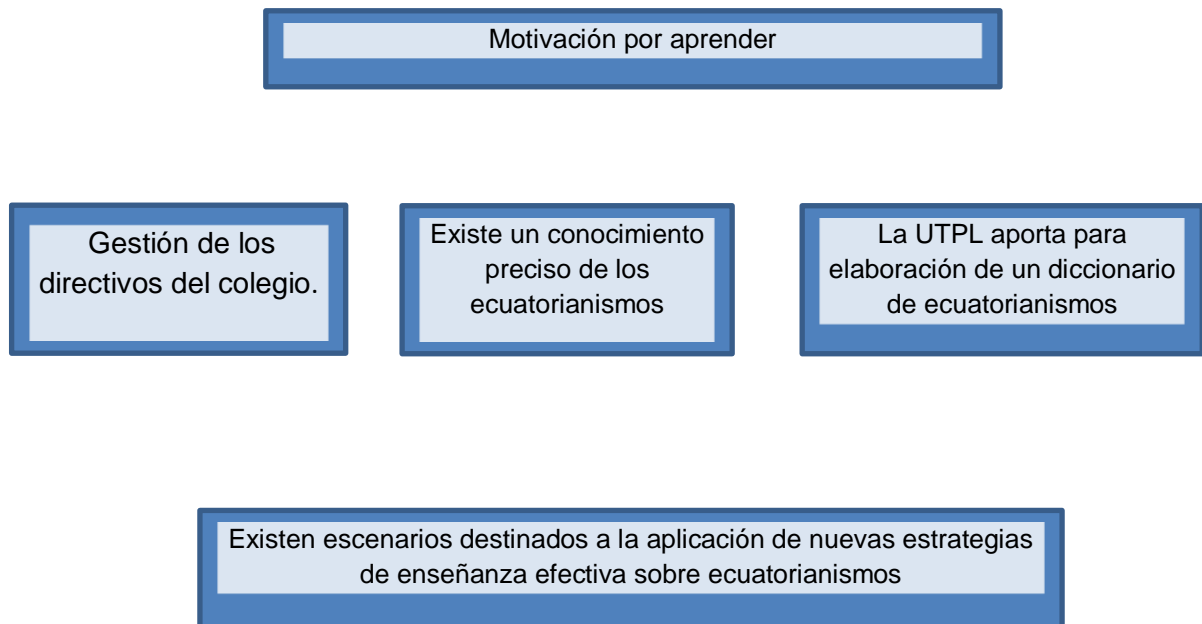 Motivación por aprender
Gestión de los
directivos del colegio.
Existe un conocimiento
preciso de los
ecuatorianismos
La UTPL aporta para
elaboración de un diccionario
de ecuatorianismos
Existen escenarios destinados a la aplicación de nuevas estrategias
de enseñanza efectiva sobre ecuatorianismos